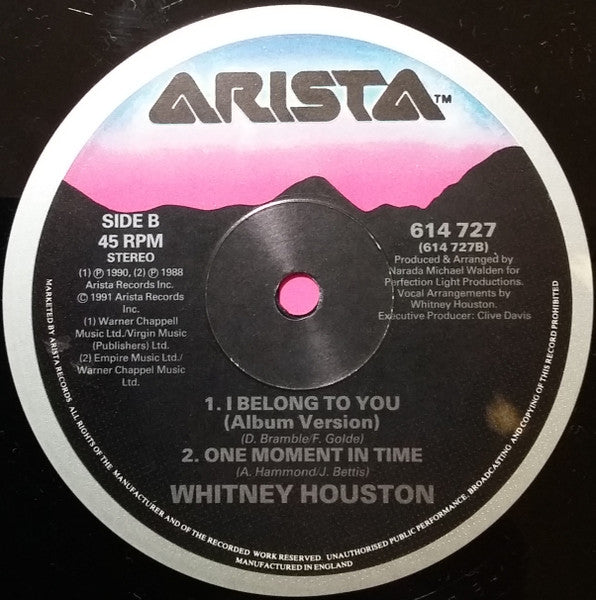 ARISTA™
SIDE B
45 RPM
STEREO
(1) ℗ 1990, (2) ℗ 1988
Arista Records Inc.
© 1991 Arista Records
Inc.
(1) Warner Chappell
Music Ltd./Virgin Music
(Publishers) Ltd.
(2) Empire Music Ltd./
Warner Chappel Music
Ltd.
614 727
(614 727B)
Produced & Arranged by
Narada Michael Walden for
Perfection Light Productions.
Vocal Arrangements by
Whitney Houston.
Executive Producer: Clive Davis
1. I BELONG TO YOU
(Album Version)
(D. Bramble/F. Golde)
2. ONE MOMENT IN TIME
(A. Hammond/J. Bettis)
WHITNEY HOUSTON
MARKETED BY ARISTA RECORDS. ALL RIGHTS OF THE MANUFACTURER AND OF THE RECORDED WORK RESERVED. UNAUTHORISED PUBLIC PERFORMANCE, BROADCASTING AND COPYING OF THIS RECORD PROHIBITED
MANUFACTURED IN ENGLAND